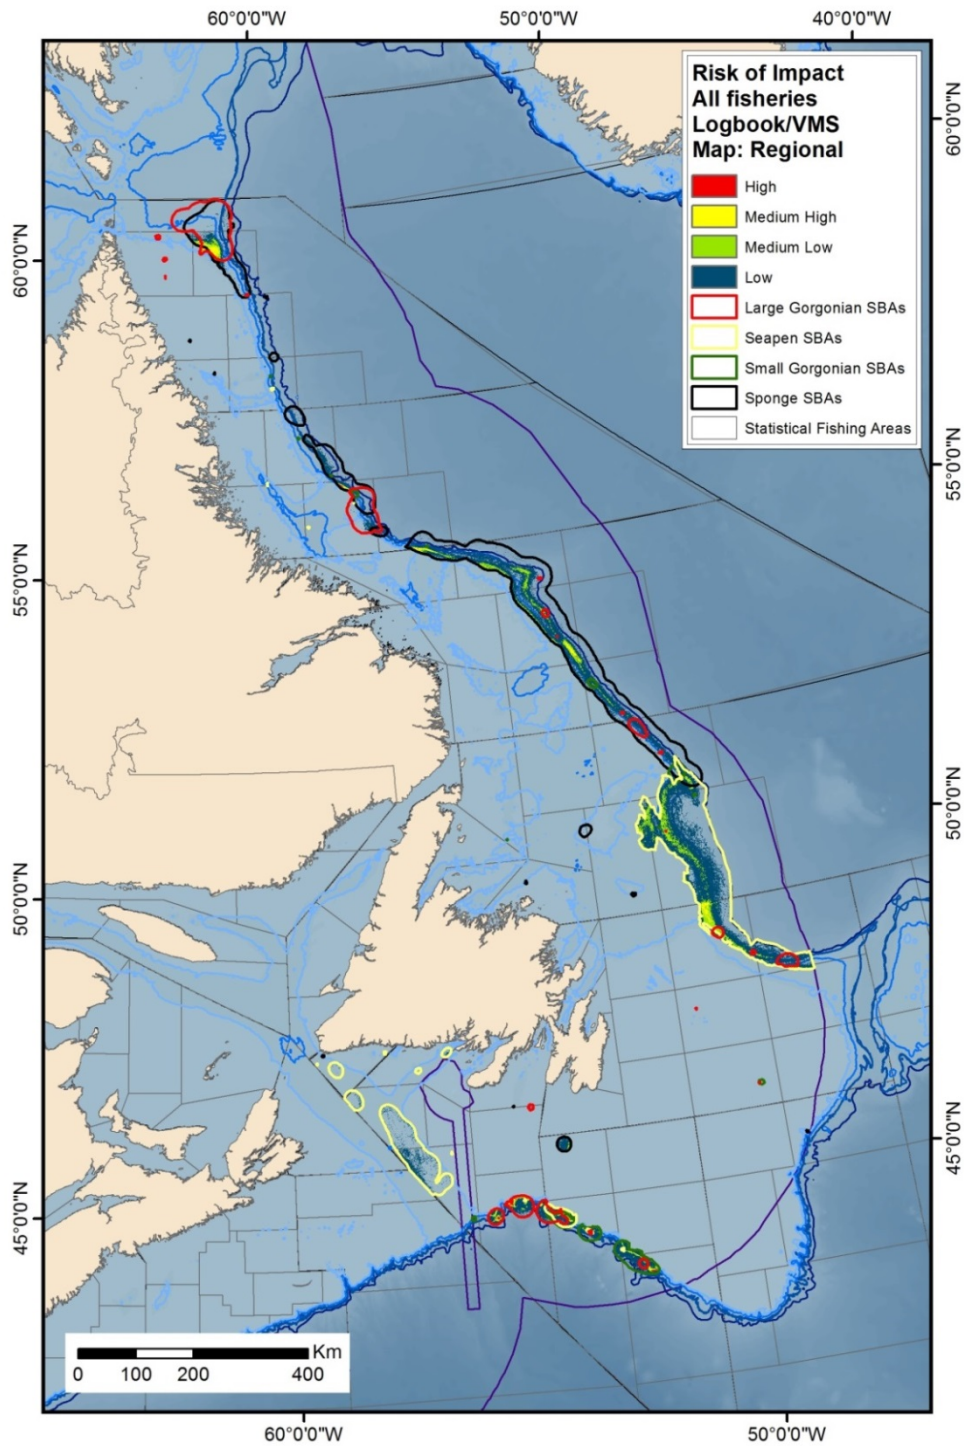 60°0'0"W 50°0'0"W 40°0'0"W
Risk of Impact
All fisheries
Logbook/VMS
Map: Regional
High
Medium High
Medium Low
Low
Large Gorgonian SBAs
Seapen SBAs
Small Gorgonian SBAs
Sponge SBAs
Statistical Fishing Areas
60°0'0"N
55°0'0"N
50°0'0"N
45°0'0"N
60°0'0"N
55°0'0"N
50°0'0"N
45°0'0"N
Km
0 100 200 400
60°0'0"W 50°0'0"W